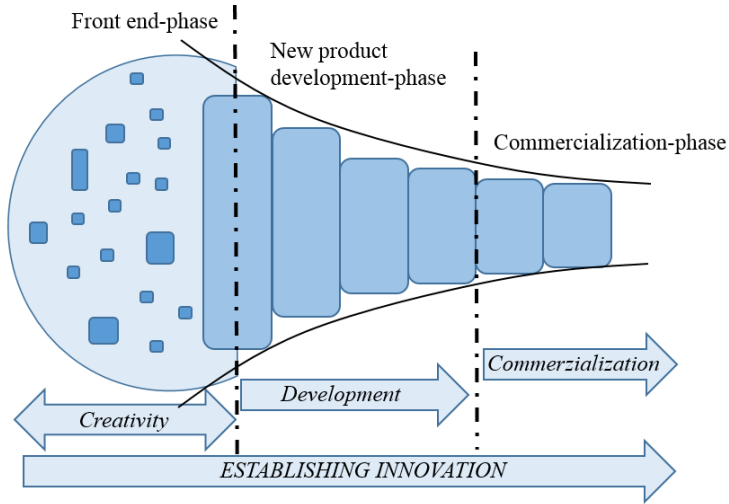 Front end-phase
New product
development-phase
Commercialization-phase
Commerzialization
Development
Creativity
ESTABLISHING INNOVATION